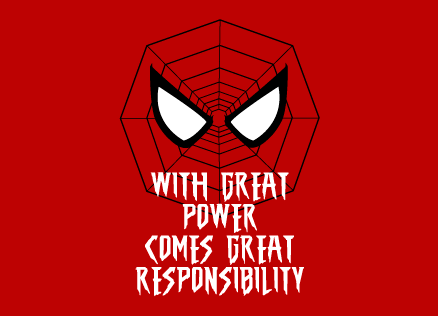 WITH GREAT
POWER
COMES GREAT
RESPONSIBILITY